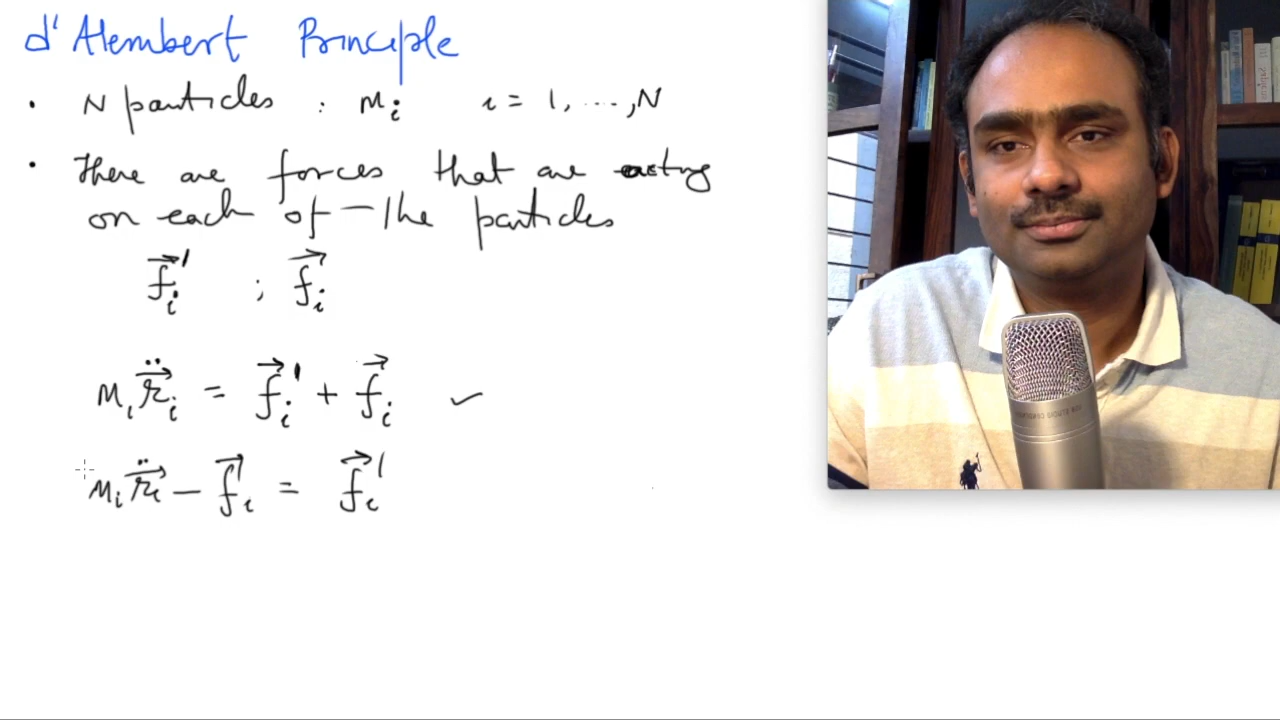 d'Alembert Principle
• N particles : mᵢ i = 1, ...., N
• There are forces that are acting
on each of the particles
f⃗ᵢ' ; f⃗ᵢ
mᵢ r⃗̈ᵢ = f⃗ᵢ' + f⃗ᵢ ✓
mᵢ r⃗̈ᵢ − f⃗ᵢ = f⃗ᵢ'